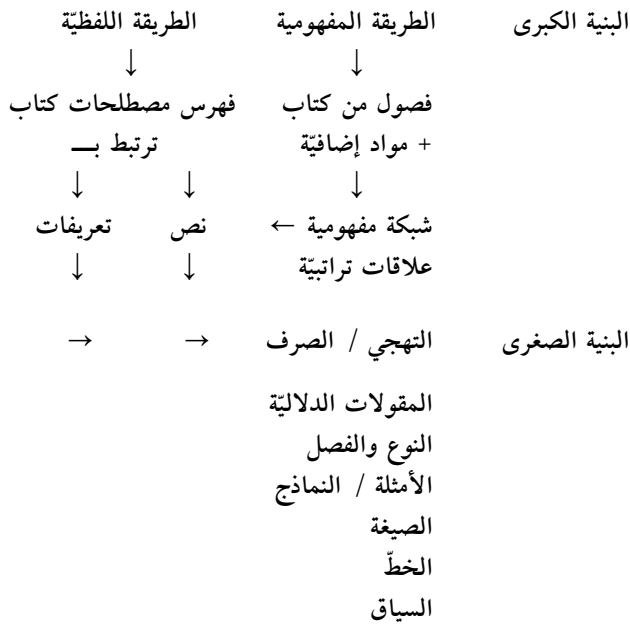 البنية الكبرى الطريقة المفهومية الطريقة اللفظيّة
↓ ↓
فصول من كتاب فهرس مصطلحات كتاب
+ مواد إضافيّة ترتبط بـــ
↓ ↓ ↓
شبكة مفهومية ← نص تعريفات
علاقات تراتبيّة ↓ ↓
البنية الصغرى التهجي / الصرف → →
المقولات الدلاليّة
النوع والفصل
الأمثلة / النماذج
الصيغة
الخطّ
السياق